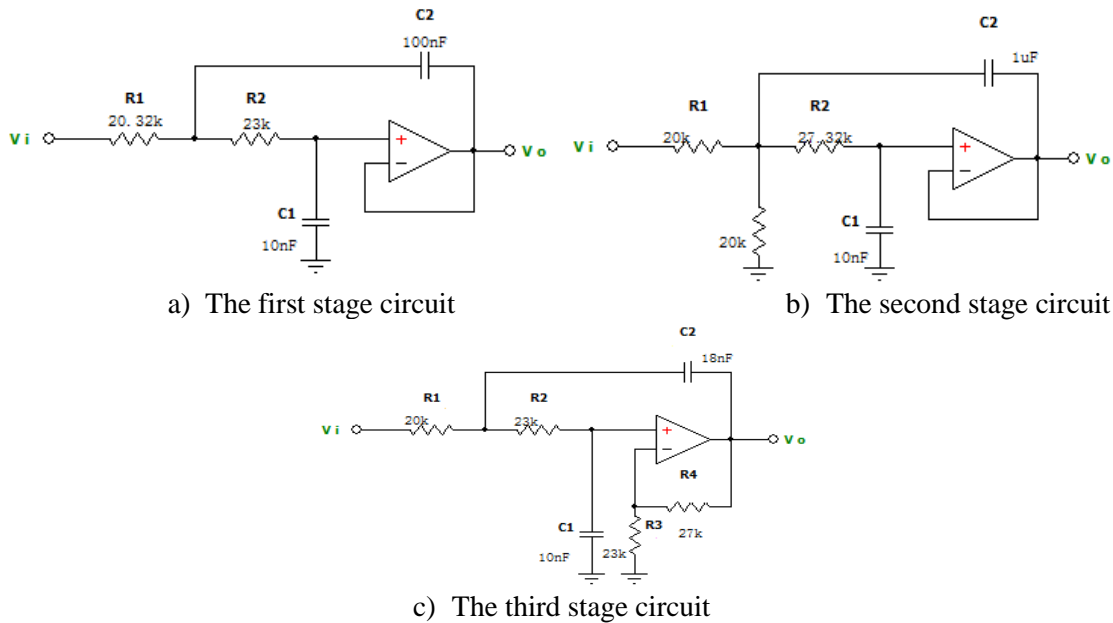 C2
100nF
R1
R2
20.32k
23k
Vi
+
−
Vo
C1
10nF
a) The first stage circuit
C2
1uF
R1
R2
20k
27.32k
Vi
+
−
Vo
C1
20k
10nF
b) The second stage circuit
C2
18nF
R1
R2
20k
23k
Vi
+
−
Vo
R4
C1
R3
27k
10nF
23k
c) The third stage circuit